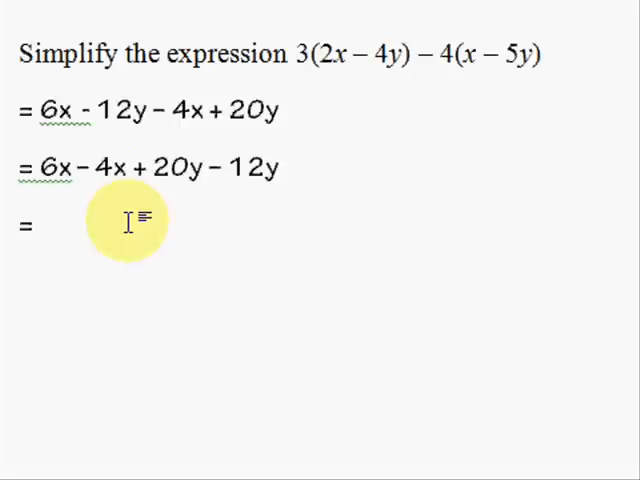 Simplify the expression 3(2x – 4y) – 4(x – 5y)
= 6x - 12y – 4x + 20y
= 6x – 4x + 20y – 12y
=